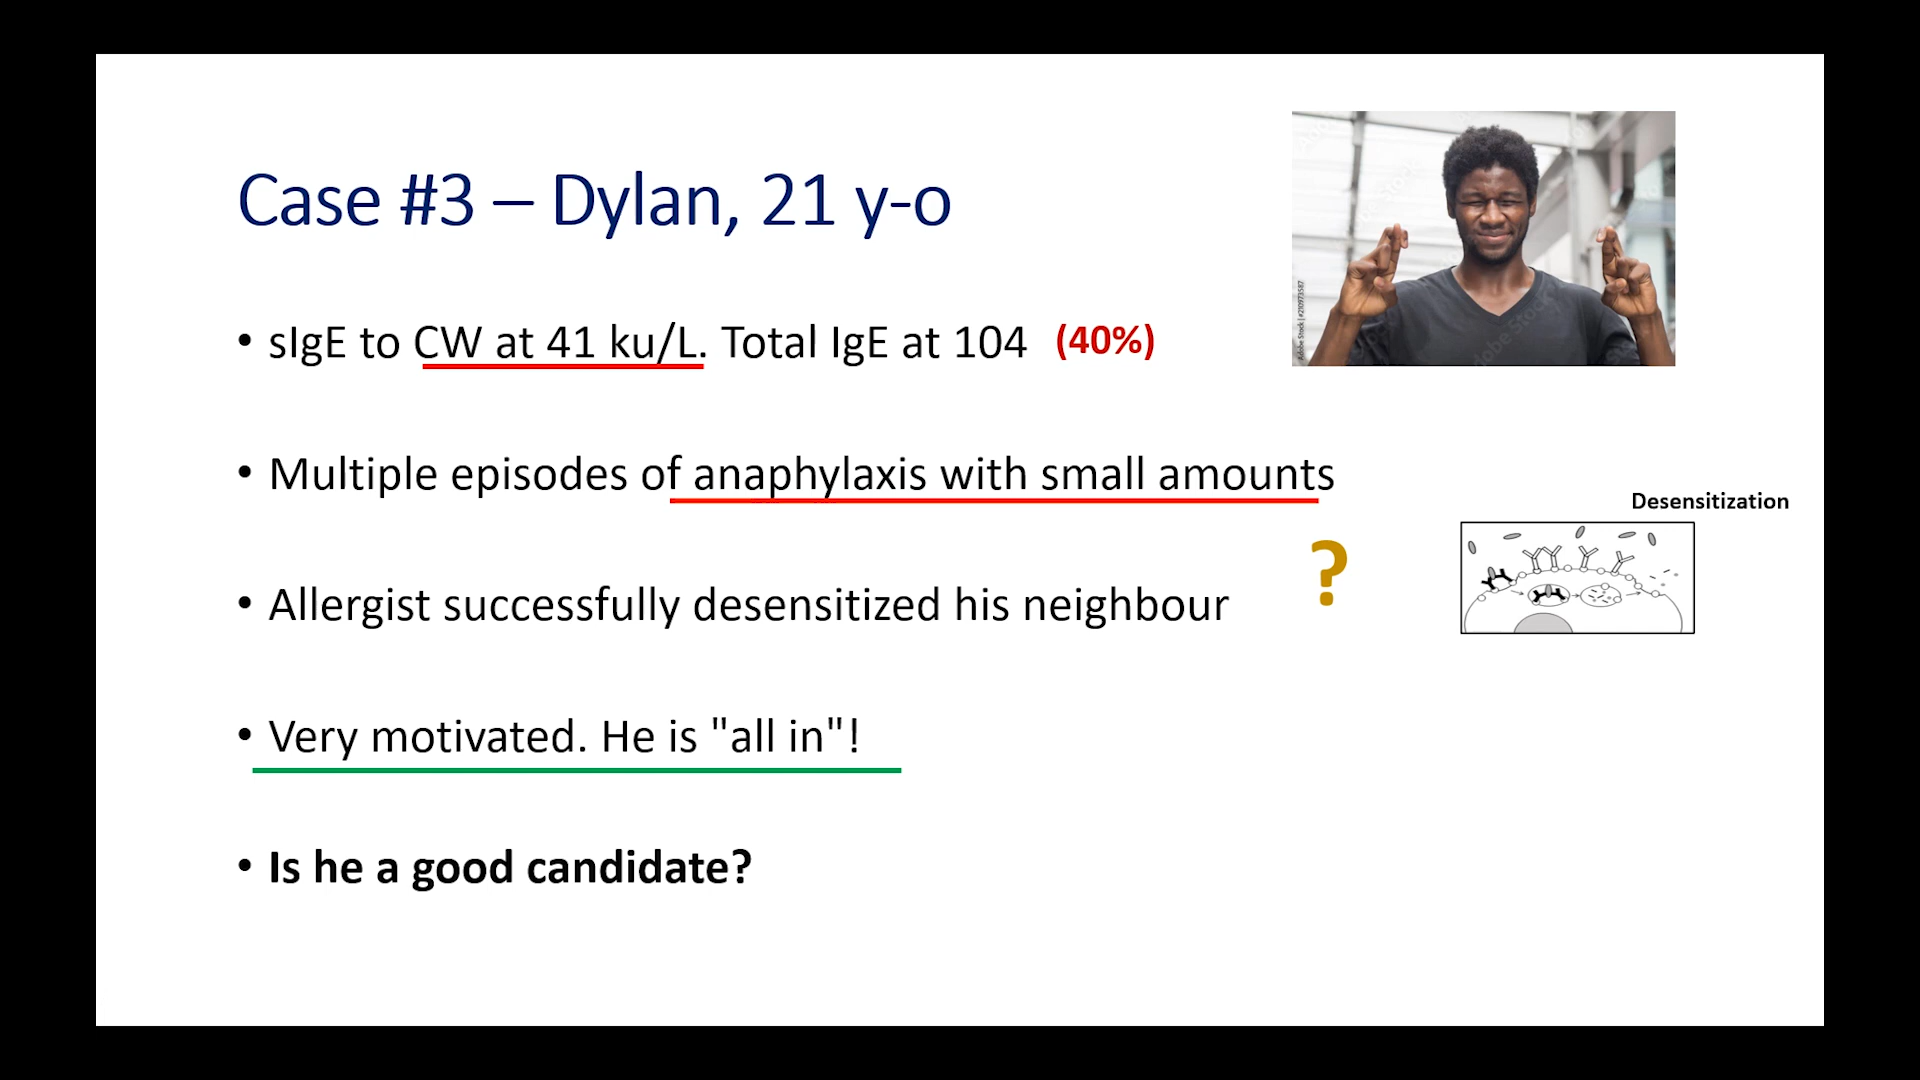 Case #3 – Dylan, 21 y-o
• sIgE to CW at 41 ku/L. Total IgE at 104 (40%)
• Multiple episodes of anaphylaxis with small amounts
Desensitization
?
• Allergist successfully desensitized his neighbour
• Very motivated. He is "all in"!
• Is he a good candidate?